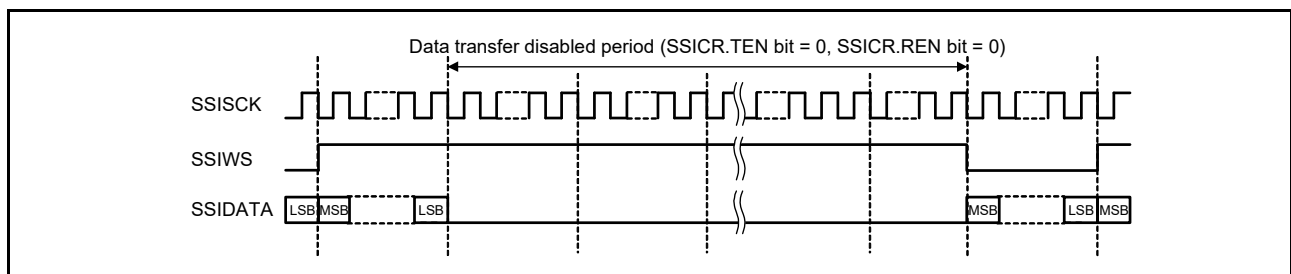 Data transfer disabled period (SSICR.TEN bit = 0, SSICR.REN bit = 0)
SSISCK
SSIWS
SSIDATA LSB MSB LSB MSB LSB MSB